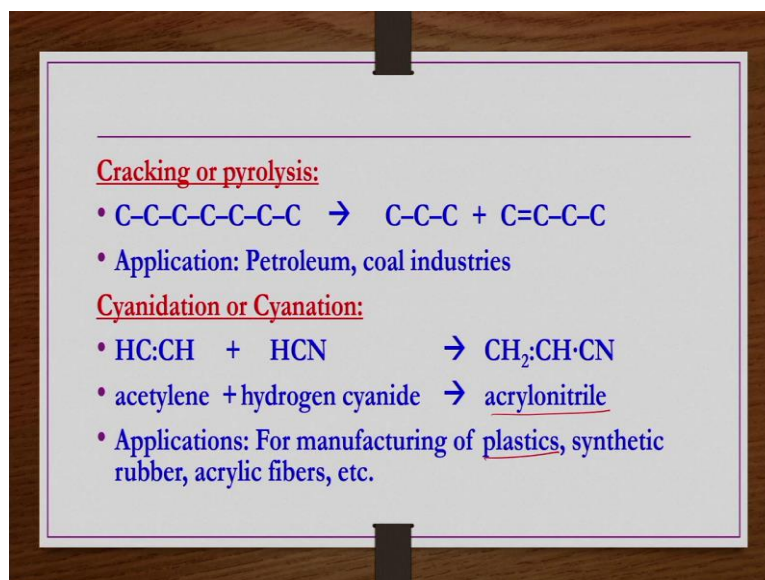 Cracking or pyrolysis:
• C–C–C–C–C–C–C → C–C–C + C=C–C–C
• Application: Petroleum, coal industries
Cyanidation or Cyanation:
• HC:CH + HCN → CH₂:CH·CN
• acetylene + hydrogen cyanide → acrylonitrile
• Applications: For manufacturing of plastics, synthetic
rubber, acrylic fibers, etc.